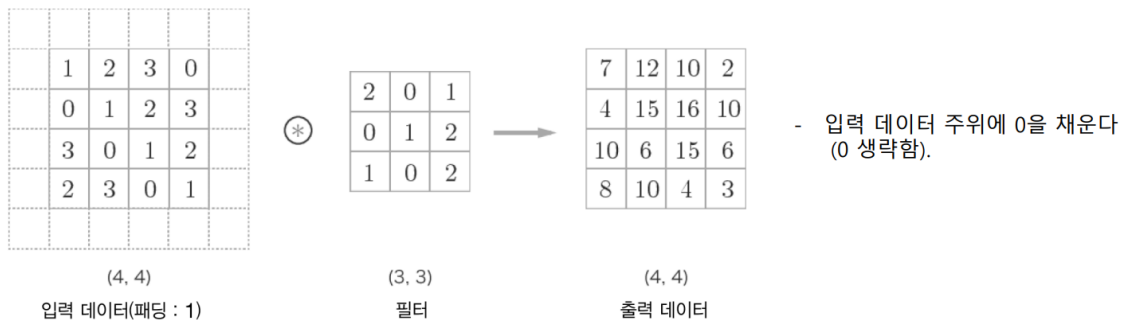 1 2 3 0
0 1 2 3
3 0 1 2
2 3 0 1
(4, 4)
입력 데이터(패딩 : 1)
*
2 0 1
0 1 2
1 0 2
(3, 3)
필터
7 12 10 2
4 15 16 10
10 6 15 6
8 10 4 3
(4, 4)
출력 데이터
- 입력 데이터 주위에 0을 채운다
(0 생략함).